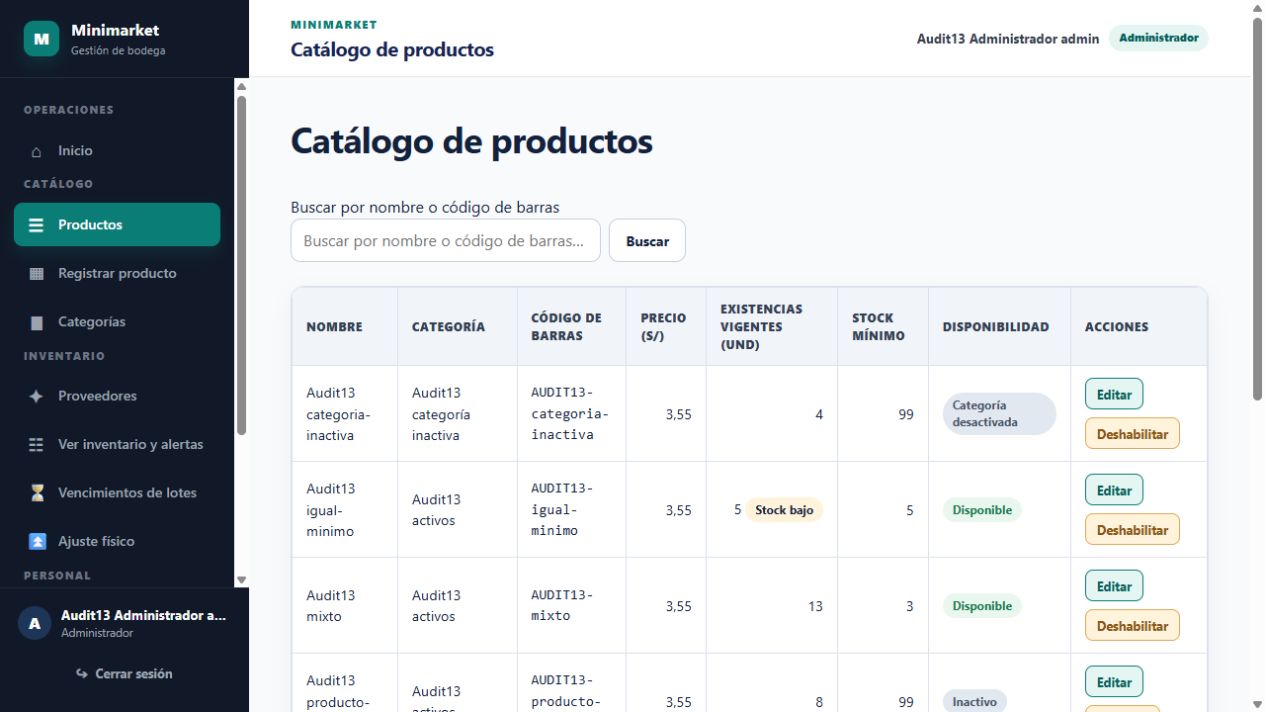 M
Minimarket
Gestión de bodega
OPERACIONES
Inicio
CATÁLOGO
Productos
Registrar producto
Categorías
INVENTARIO
Proveedores
Ver inventario y alertas
Vencimientos de lotes
Ajuste físico
PERSONAL
A
Audit13 Administrador a...
Administrador
Cerrar sesión
MINIMARKET
Catálogo de productos
Audit13 Administrador admin
Administrador
Catálogo de productos
Buscar por nombre o código de barras
Buscar por nombre o código de barras...
Buscar
NOMBRE
CATEGORÍA
CÓDIGO DE
BARRAS
PRECIO
(S/)
EXISTENCIAS
VIGENTES
(UND)
STOCK
MÍNIMO
DISPONIBILIDAD
ACCIONES
Audit13
categoria-
inactiva
Audit13
categoría
inactiva
AUDIT13-
categoria-
inactiva
3,55
4
99
Categoría
desactivada
Editar
Deshabilitar
Audit13
igual-
minimo
Audit13
activos
AUDIT13-
igual-
minimo
3,55
5 Stock bajo
5
Disponible
Editar
Deshabilitar
Audit13
mixto
Audit13
activos
AUDIT13-
mixto
3,55
13
3
Disponible
Editar
Deshabilitar
Audit13
producto-
Audit13
activos
AUDIT13-
producto-
3,55
8
99
Inactivo
Editar